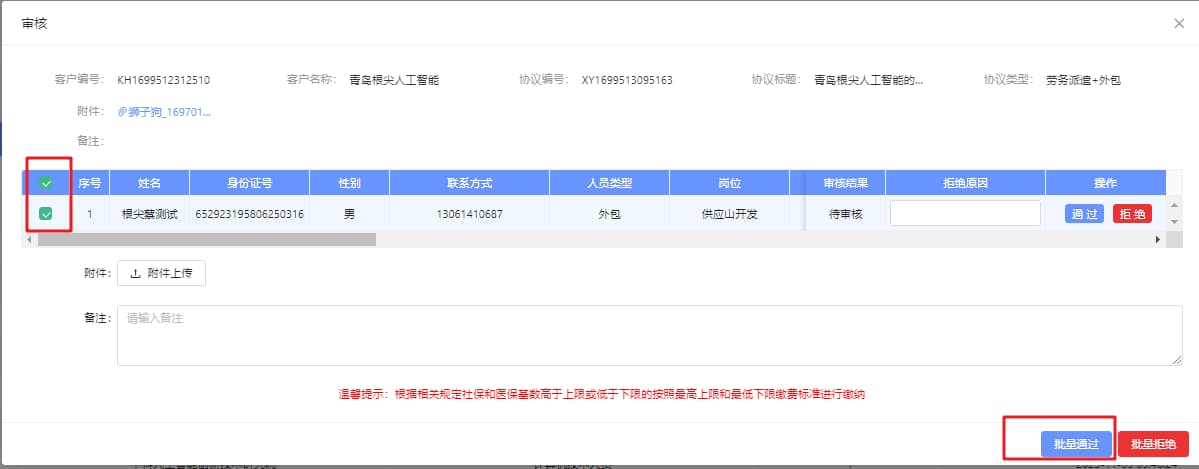 审核
客户编号： KH1699512312510 客户名称： 青岛根尖人工智能 协议编号： XY1699513095163 协议标题： 青岛根尖人工智能的... 协议类型： 劳务派遣+外包
附件： 狮子狗_169701...
备注：
序号 姓名 身份证号 性别 联系方式 人员类型 岗位 审核结果 拒绝原因 操作
1 根尖蔡测试 652923195806250316 男 13061410687 外包 供应山开发 待审核 通过 拒绝
附件： 附件上传
备注： 请输入备注
温馨提示：根据相关规定社保和医保基数高于上限或低于下限的按照最高上限和最低下限缴费标准进行缴纳
批量通过 批量拒绝